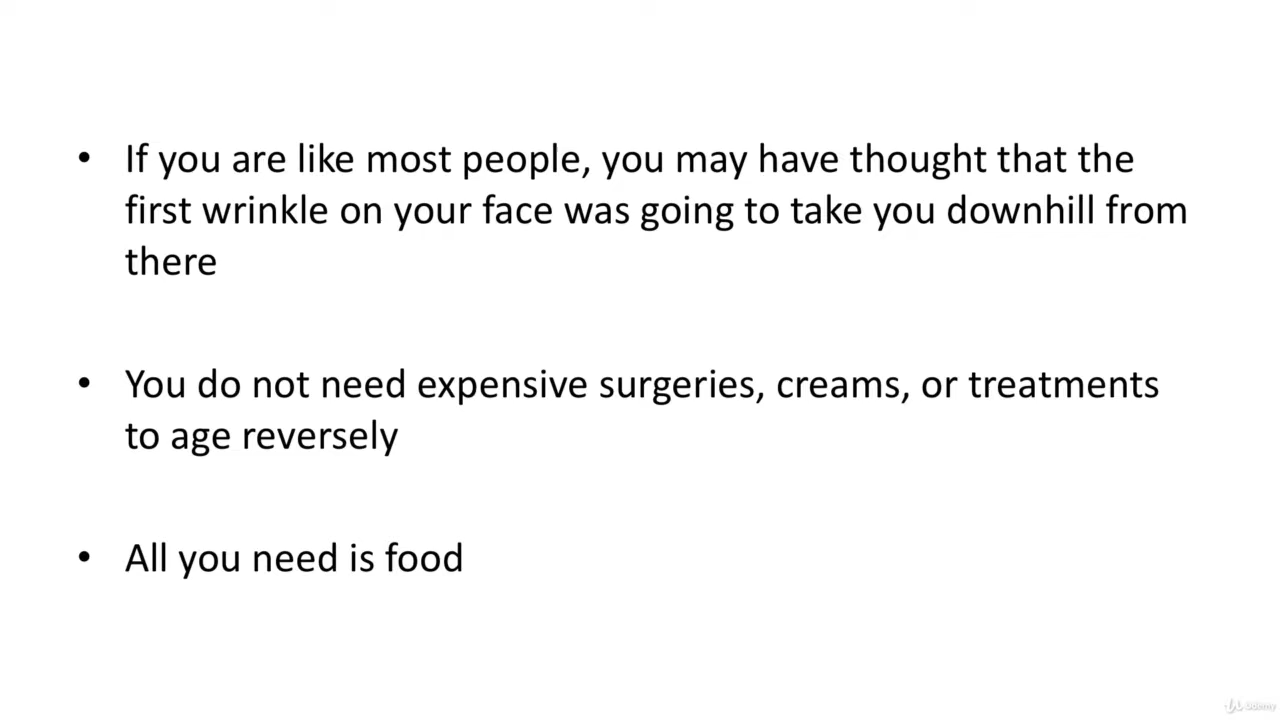 • If you are like most people, you may have thought that the
first wrinkle on your face was going to take you downhill from
there
• You do not need expensive surgeries, creams, or treatments
to age reversely
• All you need is food
Udemy